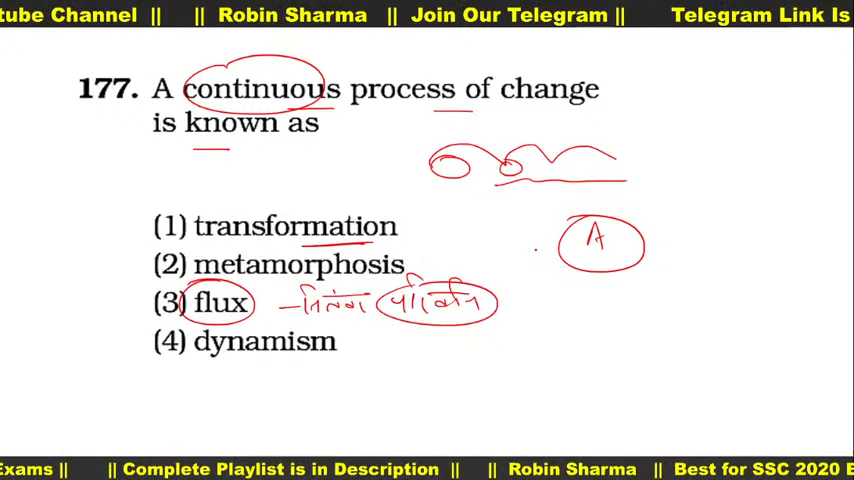 tube Channel || || Robin Sharma || Join Our Telegram || Telegram Link Is
177. A continuous process of change
is known as
A
(1) transformation
(2) metamorphosis
(3) flux
(4) dynamism
Exams || || Complete Playlist is in Description || || Robin Sharma || Best for SSC 2020 E